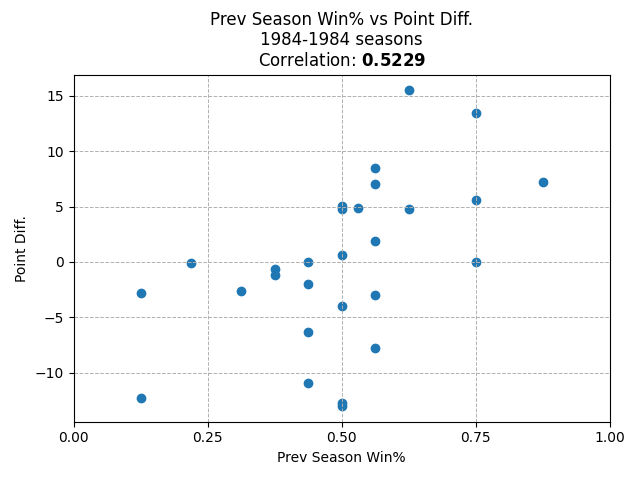 Prev Season Win% vs Point Diff.
1984-1984 seasons
Correlation: 0.5229
Point Diff.
15
10
5
0
−5
−10
0.00 0.25 0.50 0.75 1.00
Prev Season Win%